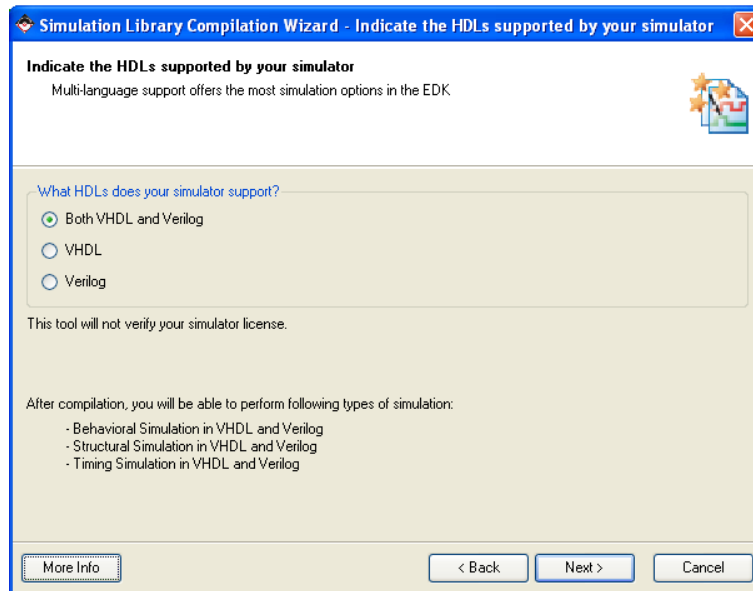 Simulation Library Compilation Wizard - Indicate the HDLs supported by your simulator
Indicate the HDLs supported by your simulator
Multi-language support offers the most simulation options in the EDK
What HDLs does your simulator support?
Both VHDL and Verilog
VHDL
Verilog
This tool will not verify your simulator license.
After compilation, you will be able to perform following types of simulation:
- Behavioral Simulation in VHDL and Verilog
- Structural Simulation in VHDL and Verilog
- Timing Simulation in VHDL and Verilog
More Info
< Back
Next >
Cancel